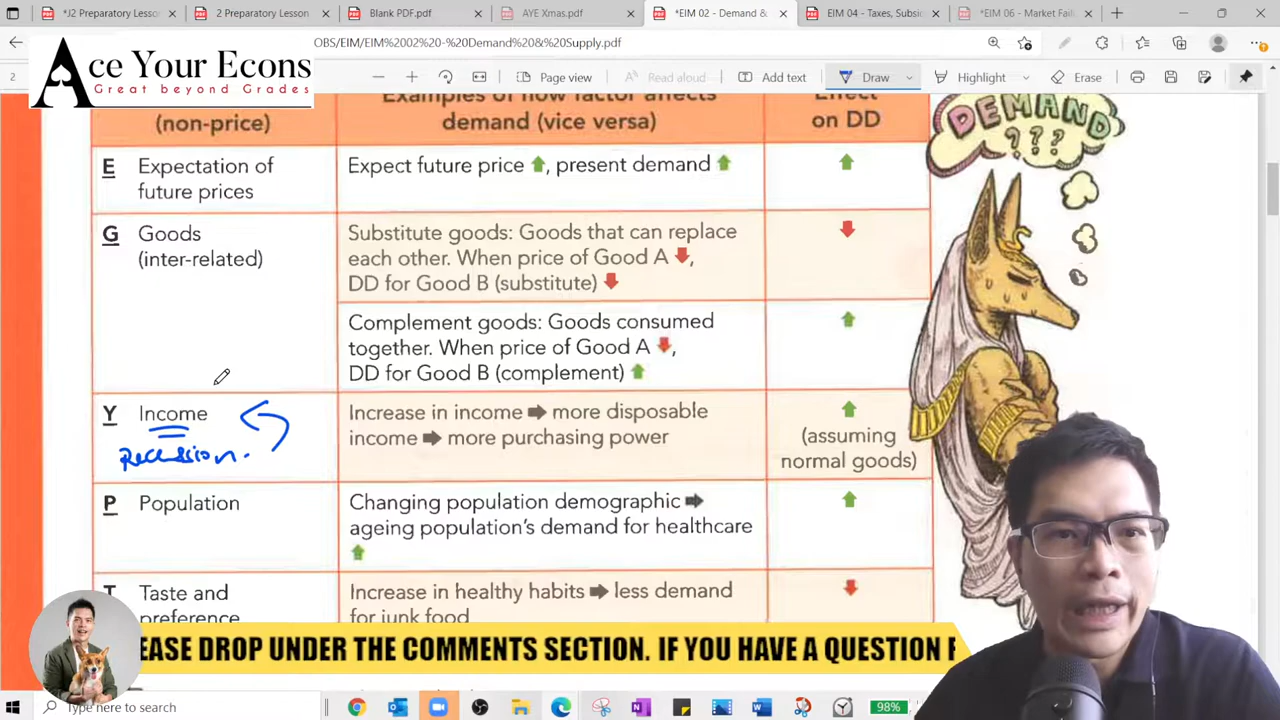 *J2 Preparatory Lesson
2 Preparatory Lesson
Blank PDF.pdf
AYE Xmas.pdf
*EIM 02 - Demand &
EIM 04 - Taxes, Subsi
*EIM 06 - Market Fail
OBS/EIM/EIM%2002%20-%20Demand%20&%20Supply.pdf
Ace Your Econs
Great beyond Grades
2
Page view
Read aloud
Add text
Draw
Highlight
Erase
(non-price)
Examples of how factor affects
demand (vice versa)
Effect
on DD
DEMAND
???
E Expectation of
future prices
Expect future price ⬆, present demand ⬆
⬆
G Goods
(inter-related)
Substitute goods: Goods that can replace
each other. When price of Good A ⬇,
DD for Good B (substitute) ⬇
⬇
Complement goods: Goods consumed
together. When price of Good A ⬇,
DD for Good B (complement) ⬆
⬆
Y Income
Recession.
Increase in income ➡ more disposable
income ➡ more purchasing power
⬆
(assuming
normal goods)
P Population
Changing population demographic ➡
ageing population's demand for healthcare
⬆
⬆
T Taste and
preference
Increase in healthy habits ➡ less demand
for junk food
⬇
EASE DROP UNDER THE COMMENTS SECTION. IF YOU HAVE A QUESTION
Type here to search
98%